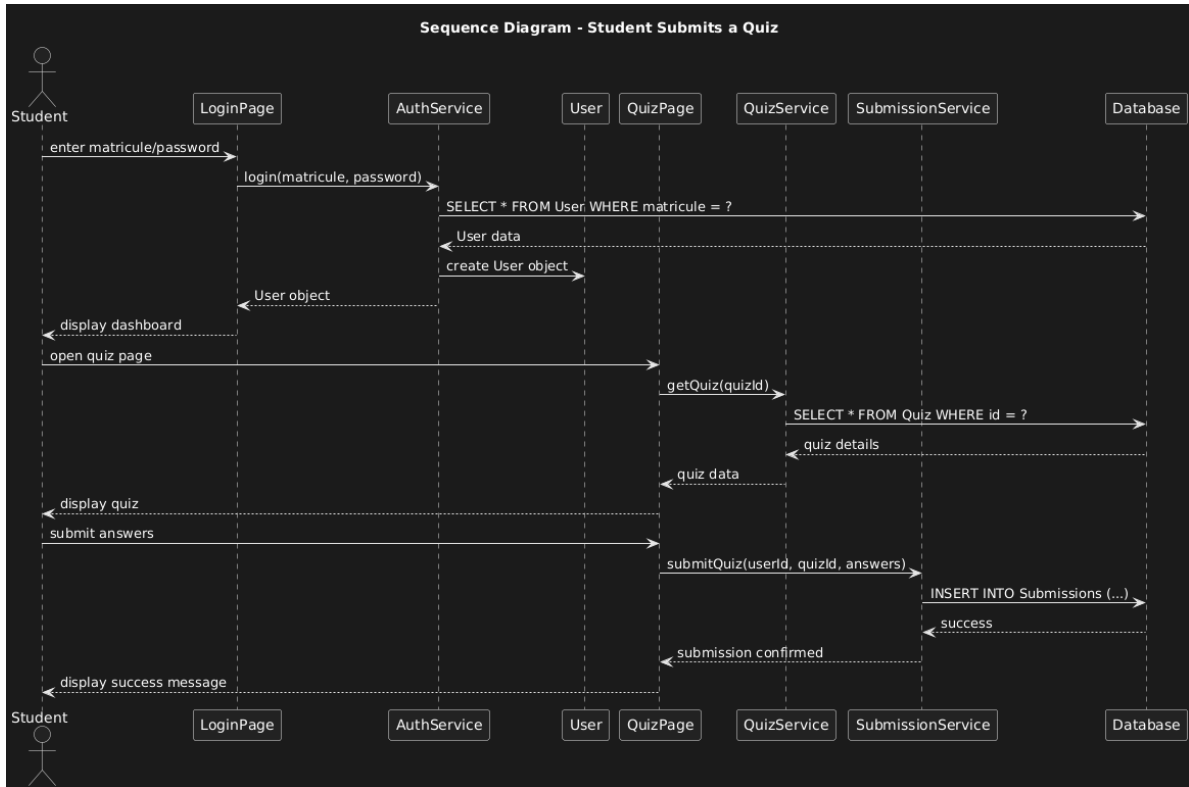 Sequence Diagram - Student Submits a Quiz
Student
LoginPage
AuthService
User
QuizPage
QuizService
SubmissionService
Database
enter matricule/password
login(matricule, password)
SELECT * FROM User WHERE matricule = ?
User data
create User object
User object
display dashboard
open quiz page
getQuiz(quizId)
SELECT * FROM Quiz WHERE id = ?
quiz details
quiz data
display quiz
submit answers
submitQuiz(userId, quizId, answers)
INSERT INTO Submissions (...)
success
submission confirmed
display success message
Student
LoginPage
AuthService
User
QuizPage
QuizService
SubmissionService
Database